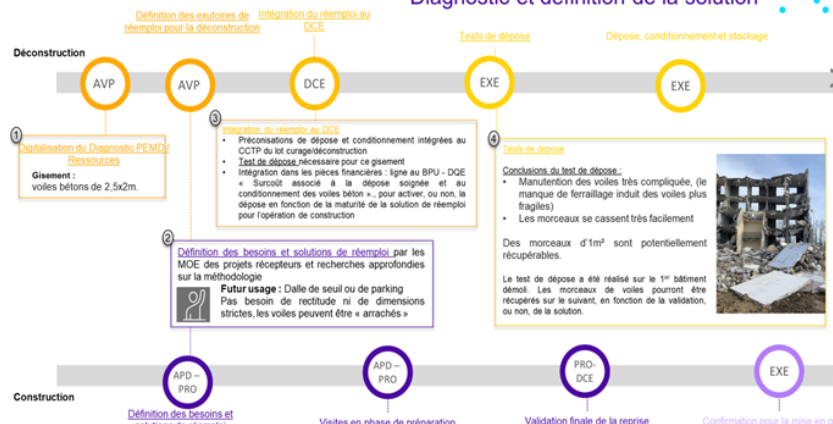 Diagnostic et définition de la solution
Définition des exutoires de
réemploi pour la déconstruction
Intégration du réemploi au
DCE
Tests de dépose
Dépose, conditionnement et stockage
Déconstruction
AVP
AVP
DCE
EXE
EXE
1
Digitalisation du Diagnostic PEMD /
Ressources
Gisement :
voiles bétons de 2,5x2m.
3
Intégration du réemploi au DCE
• Préconisations de dépose et conditionnement intégrées au
CCTP du lot curage/déconstruction
• Test de dépose nécessaire pour ce gisement
• Intégration dans les pièces financières : ligne au BPU - DQE
« Surcoût associé à la dépose soignée et au
conditionnement des voiles béton »., pour activer, ou non, la
dépose en fonction de la maturité de la solution de réemploi
pour l'opération de construction
4
Tests de dépose
Conclusions du test de dépose :
• Manutention des voiles très compliquée, (le
manque de ferraillage induit des voiles plus
fragiles)
• Les morceaux se cassent très facilement
Des morceaux d'1m² sont potentiellement
récupérables.
Le test de dépose a été réalisé sur le 1er bâtiment
démoli. Les morceaux de voiles pourront être
récupérés sur le suivant, en fonction de la validation,
ou non, de la solution.
2
Définition des besoins et solutions de réemploi par les
MOE des projets récepteurs et recherches approfondies
sur la méthodologie
Futur usage : Dalle de seuil ou de parking
Pas besoin de rectitude ni de dimensions
strictes, les voiles peuvent être « arrachés »
APD –
PRO
APD –
PRO
PRO-
DCE
EXE
Construction
Définition des besoins et
solutions de réemploi
Visites en phase de préparation
Validation finale de la reprise
Confirmation pour la mise en